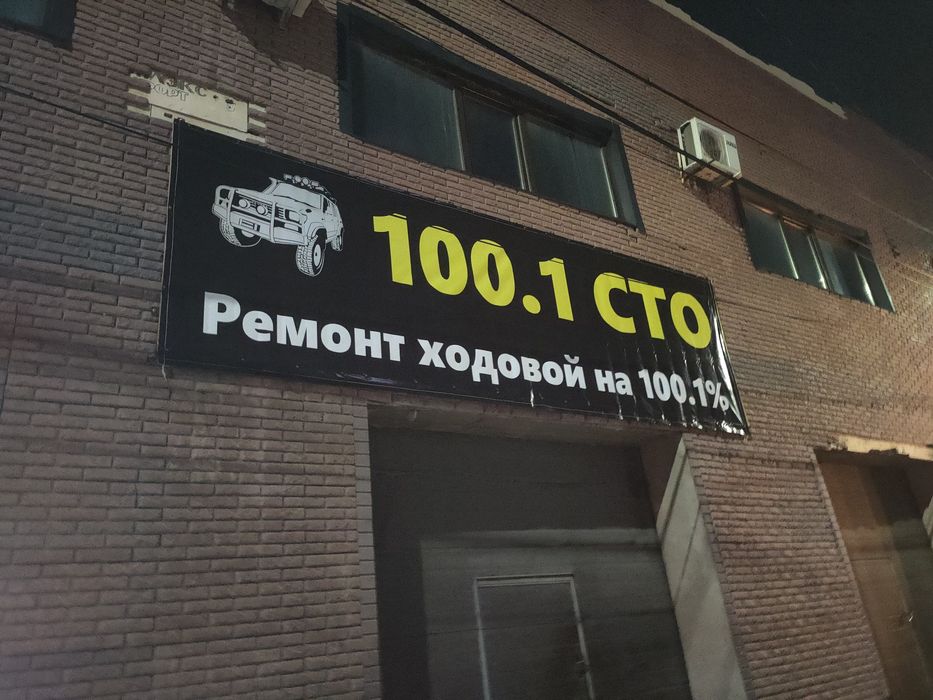 100.1 СТО
Ремонт ходовой на 100.1%